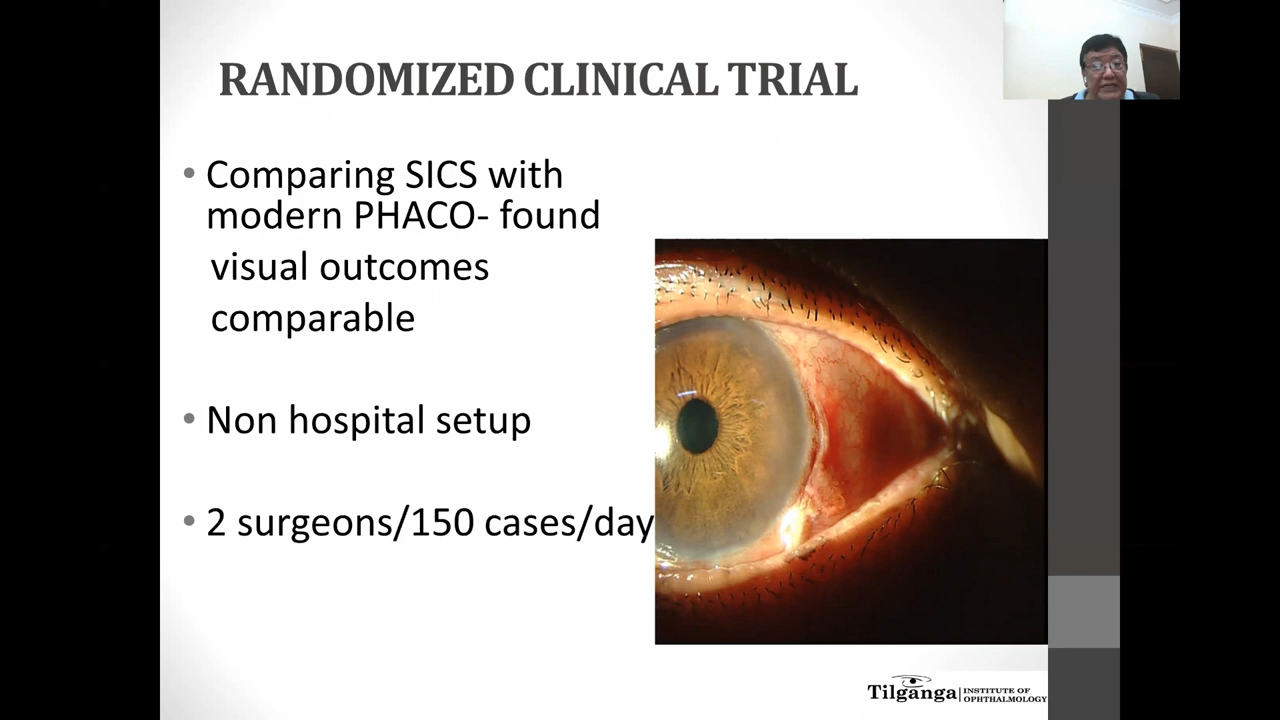 RANDOMIZED CLINICAL TRIAL
• Comparing SICS with
modern PHACO- found
visual outcomes
comparable
• Non hospital setup
• 2 surgeons/150 cases/day
Tilganga INSTITUTE OF
OPHTHALMOLOGY